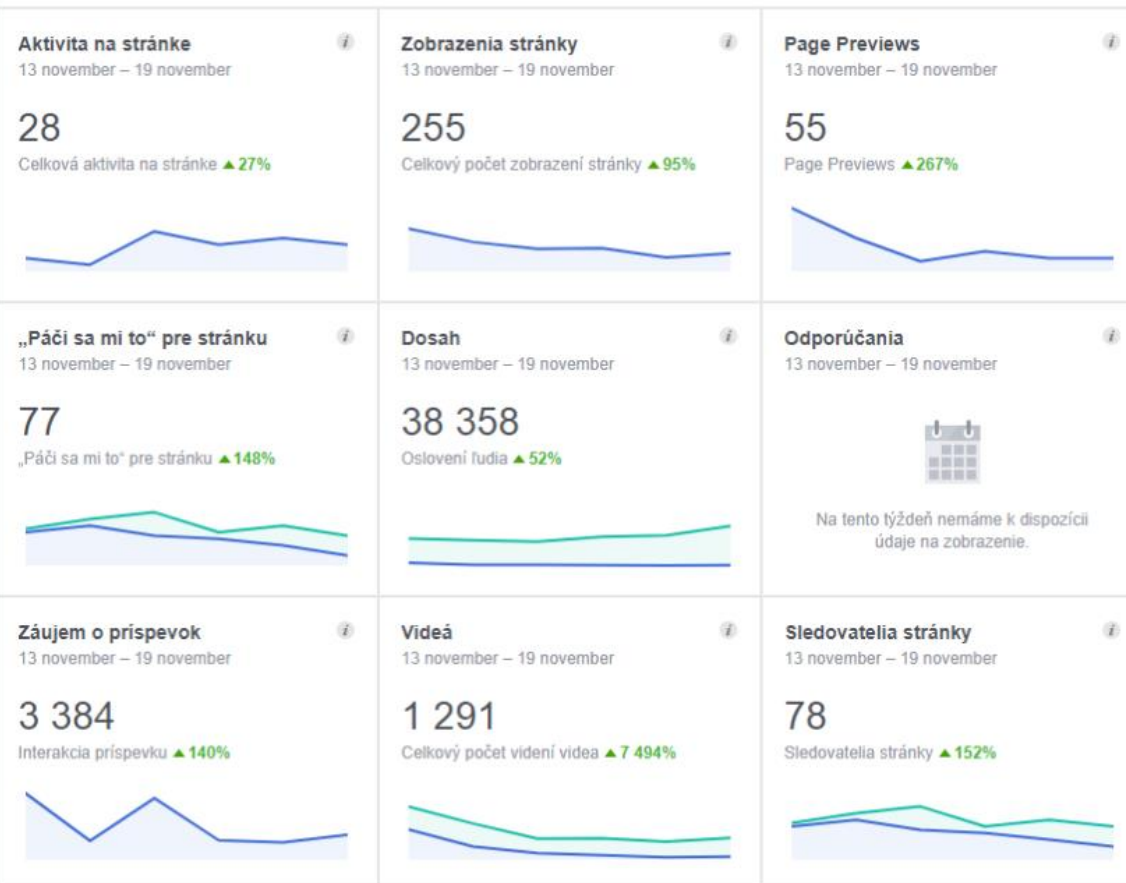 Aktivita na stránke
13 november – 19 november
28
Celková aktivita na stránke ▲ 27%
Zobrazenia stránky
13 november – 19 november
255
Celkový počet zobrazení stránky ▲ 95%
Page Previews
13 november – 19 november
55
Page Previews ▲ 267%
„Páči sa mi to“ pre stránku
13 november – 19 november
77
„Páči sa mi to“ pre stránku ▲ 148%
Dosah
13 november – 19 november
38 358
Oslovení ľudia ▲ 52%
Odporúčania
13 november – 19 november
Na tento týždeň nemáme k dispozícii
údaje na zobrazenie.
Záujem o príspevok
13 november – 19 november
3 384
Interakcia príspevku ▲ 140%
Videá
13 november – 19 november
1 291
Celkový počet videní videa ▲ 7 494%
Sledovatelia stránky
13 november – 19 november
78
Sledovatelia stránky ▲ 152%